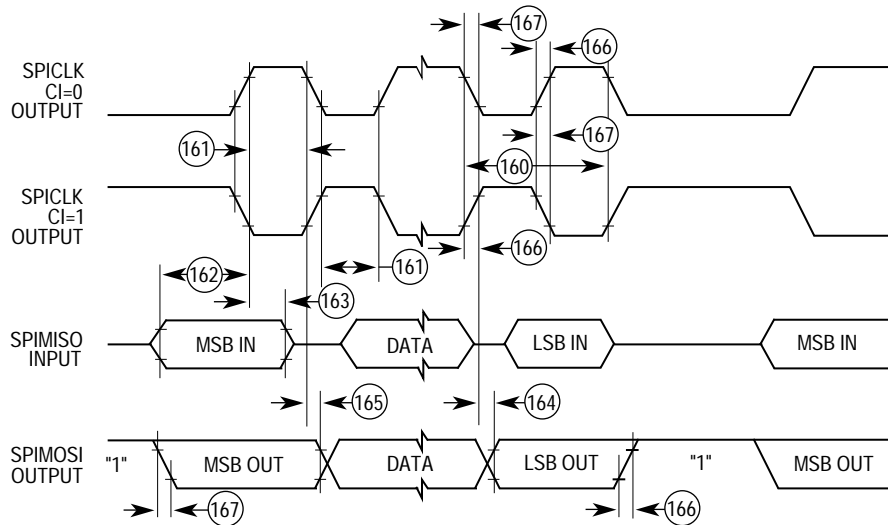 167
166
SPICLK
CI=0
OUTPUT
161
167
160
SPICLK
CI=1
OUTPUT
166
162
161
163
SPIMISO
INPUT
MSB IN
DATA
LSB IN
MSB IN
165
164
SPIMOSI
OUTPUT
"1"
MSB OUT
DATA
LSB OUT
"1"
MSB OUT
167
166